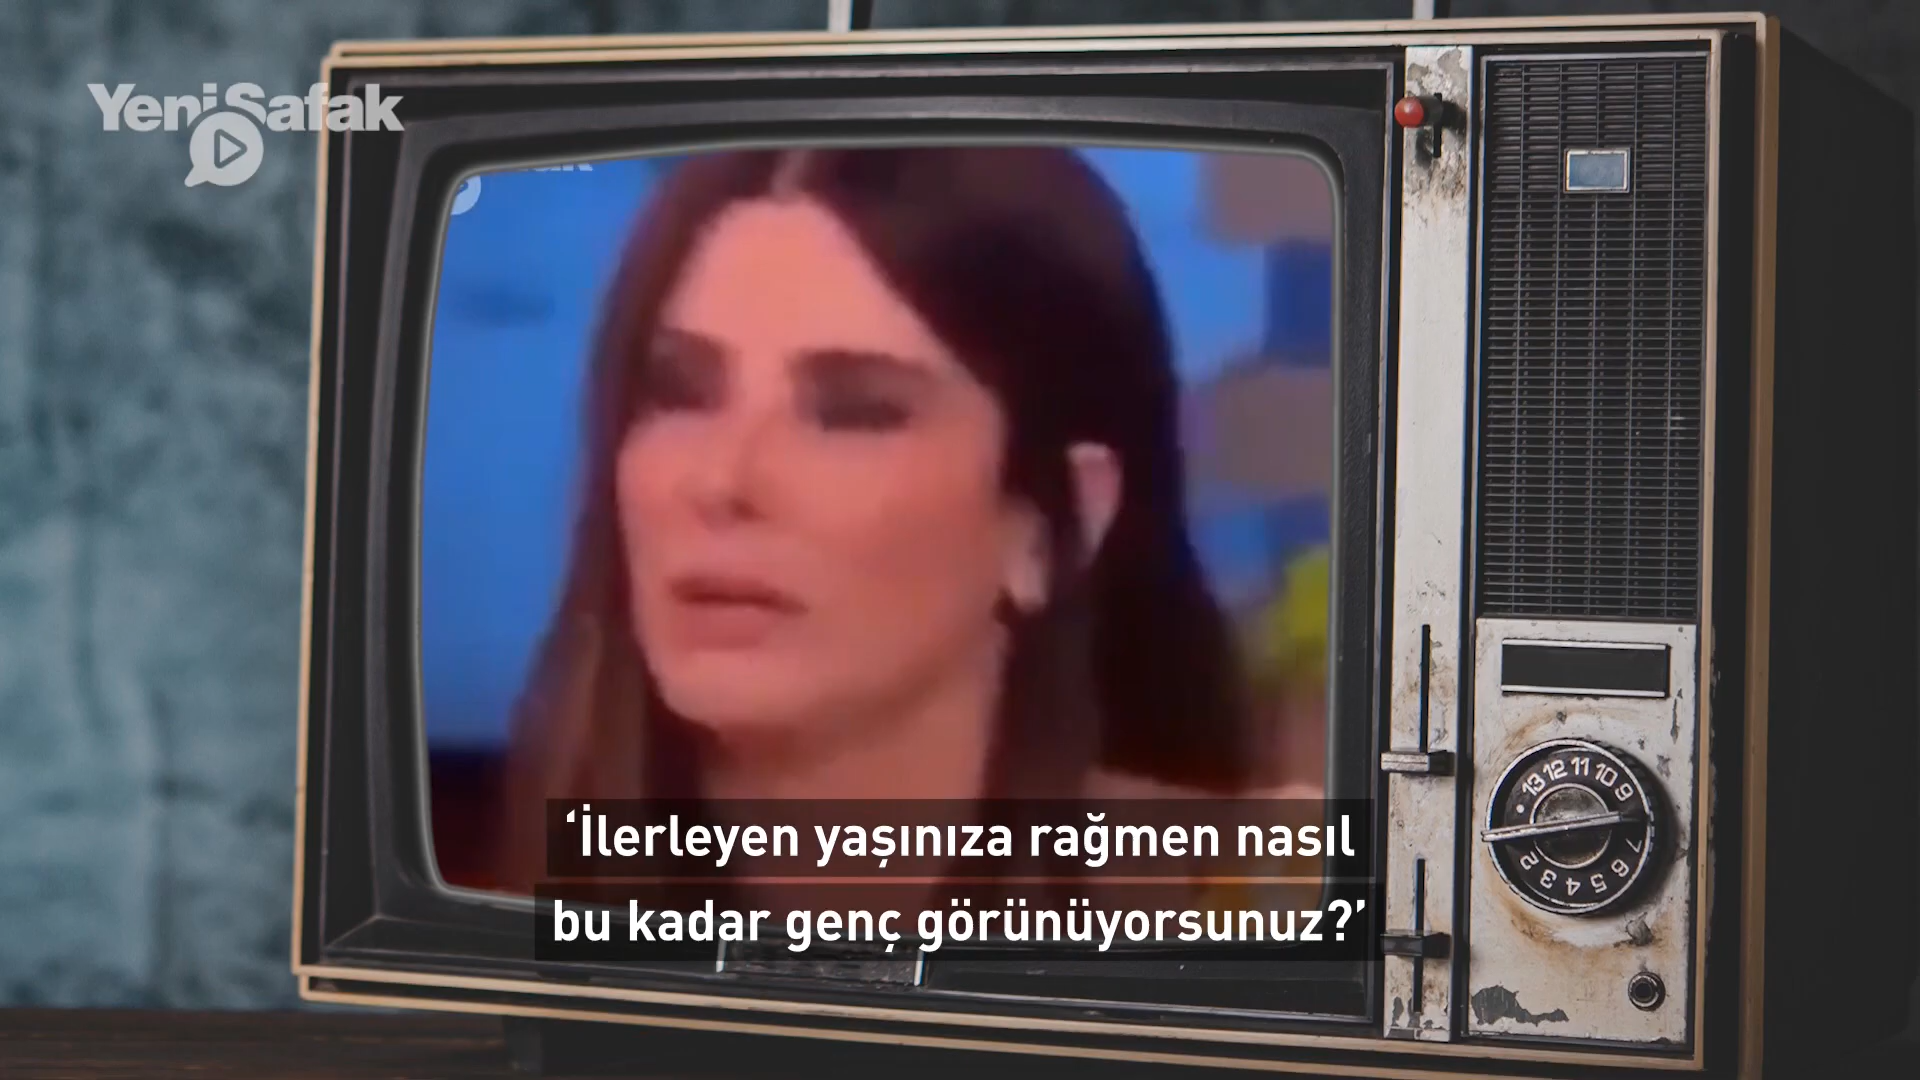 Yeni Şafak
‘İlerleyen yaşınıza rağmen nasıl
bu kadar genç görünüyorsunuz?’
13 12 11 10 9
2 3 4 5 6 7